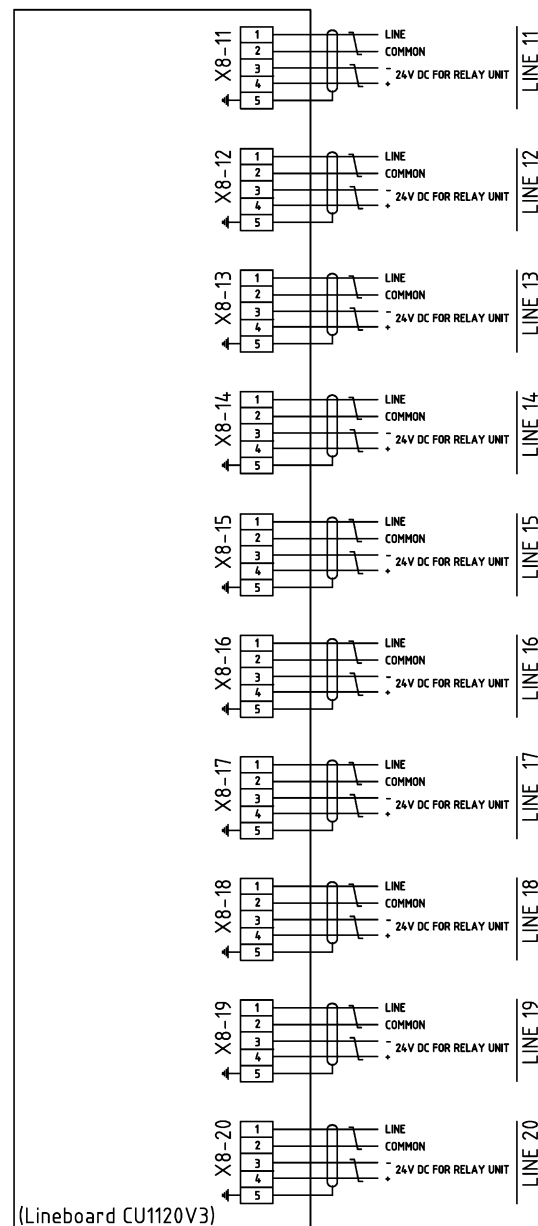 X8-11
1 LINE
2 COMMON
3 -
24V DC FOR RELAY UNIT
4 +
5
LINE 11
X8-12
1 LINE
2 COMMON
3 -
24V DC FOR RELAY UNIT
4 +
5
LINE 12
X8-13
1 LINE
2 COMMON
3 -
24V DC FOR RELAY UNIT
4 +
5
LINE 13
X8-14
1 LINE
2 COMMON
3 -
24V DC FOR RELAY UNIT
4 +
5
LINE 14
X8-15
1 LINE
2 COMMON
3 -
24V DC FOR RELAY UNIT
4 +
5
LINE 15
X8-16
1 LINE
2 COMMON
3 -
24V DC FOR RELAY UNIT
4 +
5
LINE 16
X8-17
1 LINE
2 COMMON
3 -
24V DC FOR RELAY UNIT
4 +
5
LINE 17
X8-18
1 LINE
2 COMMON
3 -
24V DC FOR RELAY UNIT
4 +
5
LINE 18
X8-19
1 LINE
2 COMMON
3 -
24V DC FOR RELAY UNIT
4 +
5
LINE 19
X8-20
1 LINE
2 COMMON
3 -
24V DC FOR RELAY UNIT
4 +
5
LINE 20
(Lineboard CU1120V3)